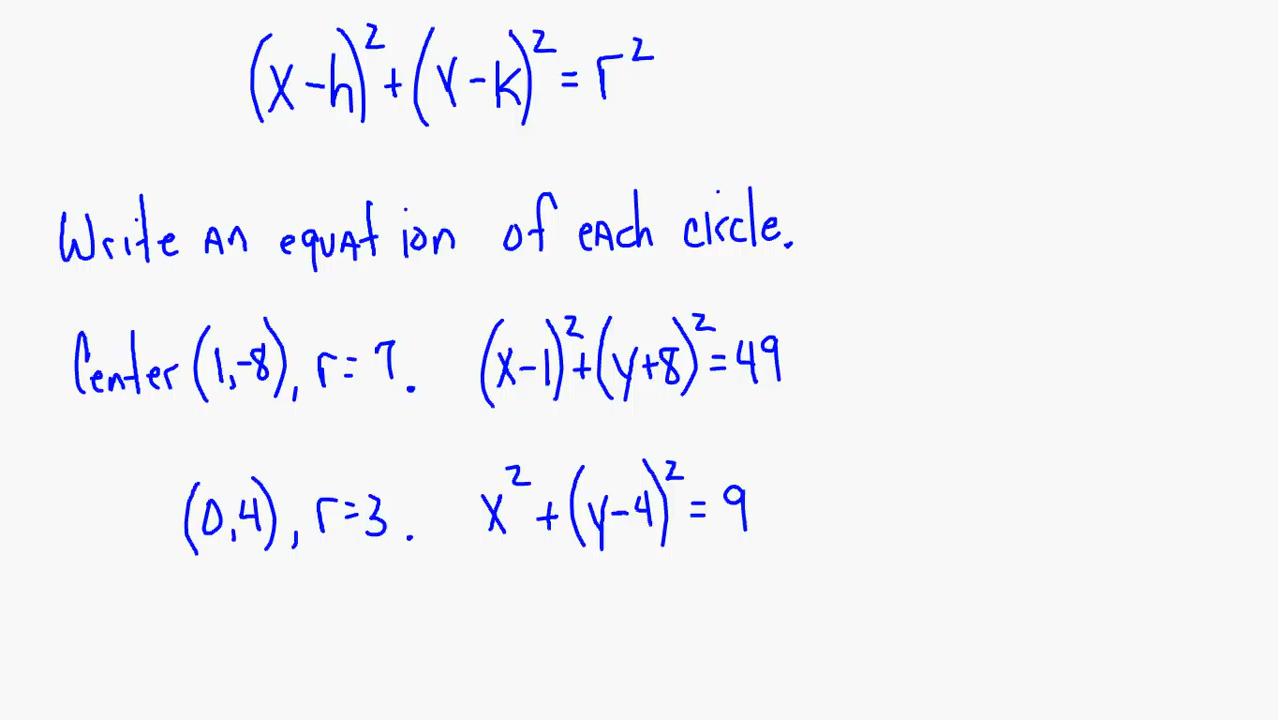 (x-h)²+(y-k)²=r²
Write an equation of each circle.
Center (1,-8), r=7. (x-1)²+(y+8)²=49
(0,4), r=3. x²+(y-4)²=9